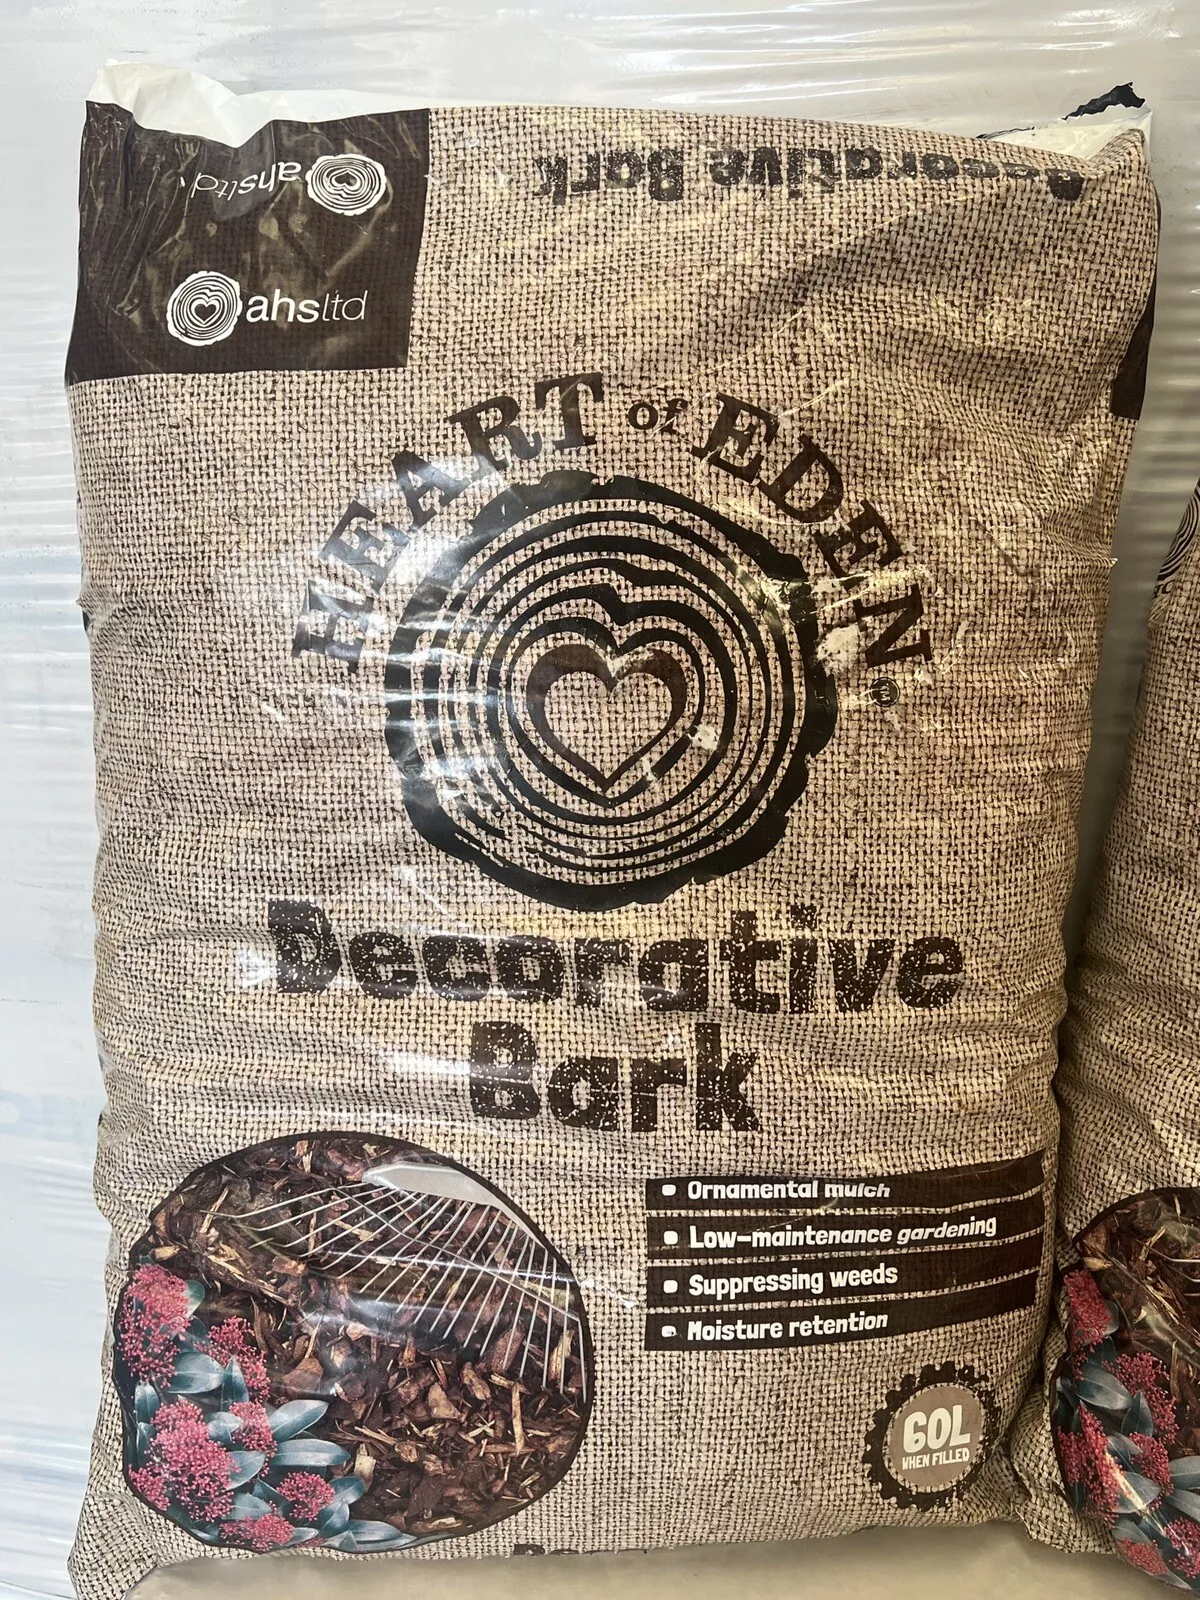 ahsltd
Decorative Bark
ahsltd
HEART of EDEN
TM
Decorative
Bark
Ornamental mulch
Low-maintenance gardening
Suppressing weeds
Moisture retention
60L
WHEN FILLED